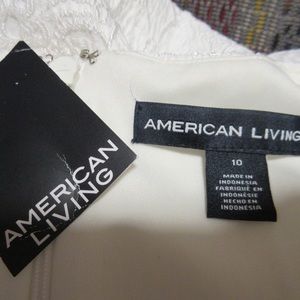 AMERICAN
LIVING
AMERICAN LIVING
10
MADE IN
INDONESIA
FABRIQUÉ EN
INDONÉSIE
HECHO EN
INDONESIA